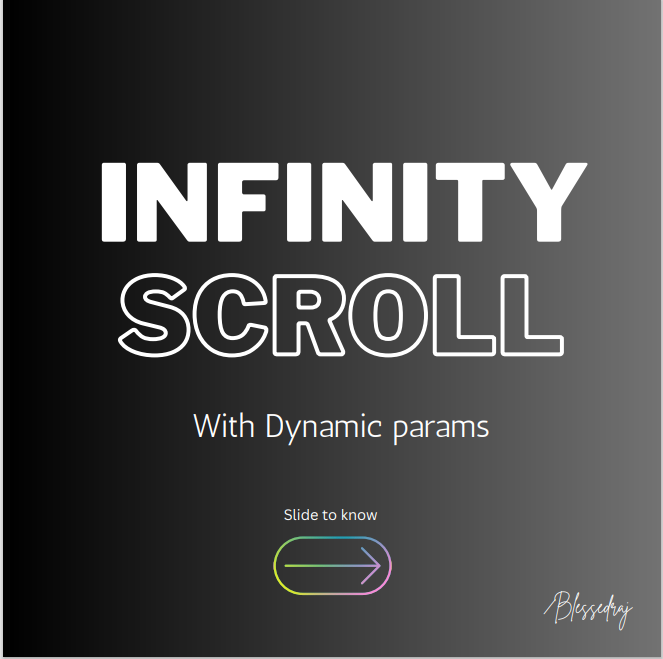 INFINITY
SCROLL
With Dynamic params
Slide to know
Blessedraj